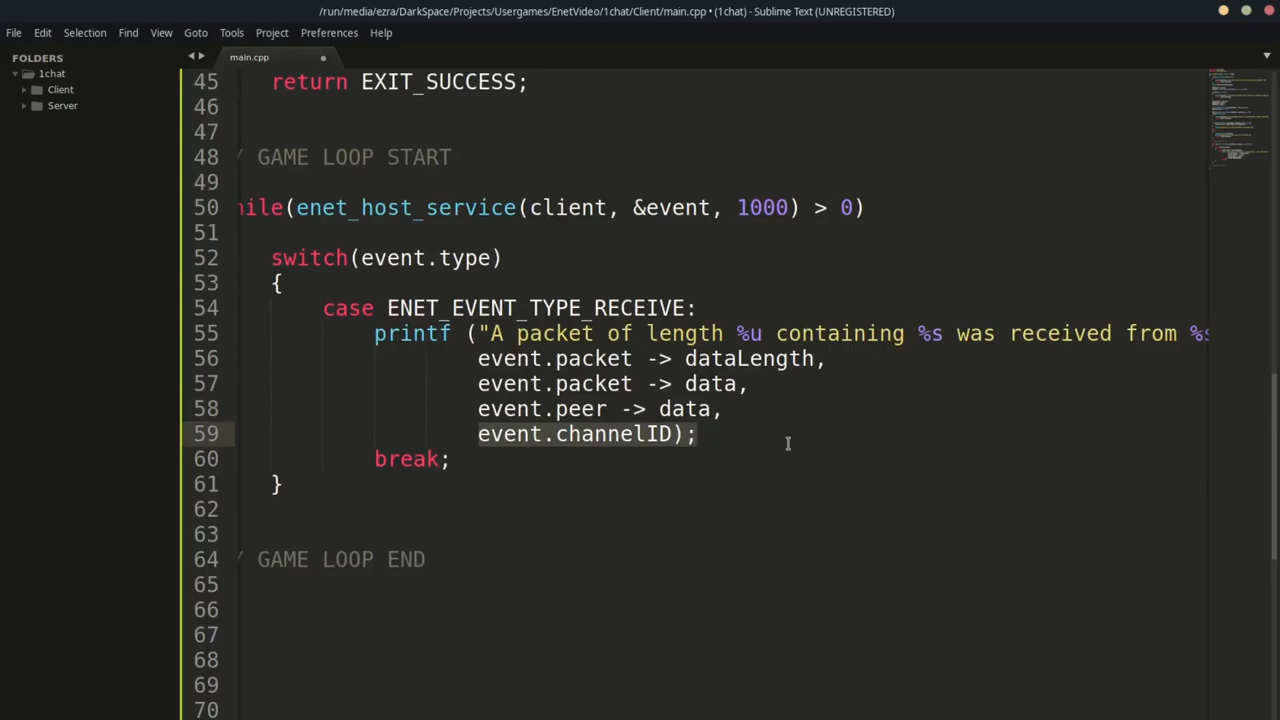 /run/media/ezra/DarkSpace/Projects/Usergames/EnetVideo/1chat/Client/main.cpp • (1chat) - Sublime Text (UNREGISTERED)
File Edit Selection Find View Goto Tools Project Preferences Help
FOLDERS
1chat
Client
Server
main.cpp
45 return EXIT_SUCCESS;
46
47
48 / GAME LOOP START
49
50 hile(enet_host_service(client, &event, 1000) > 0)
51
52 switch(event.type)
53 {
54 case ENET_EVENT_TYPE_RECEIVE:
55 printf ("A packet of length %u containing %s was received from %s
56 event.packet -> dataLength,
57 event.packet -> data,
58 event.peer -> data,
59 event.channelID);
60 break;
61 }
62
63
64 / GAME LOOP END
65
66
67
68
69
70